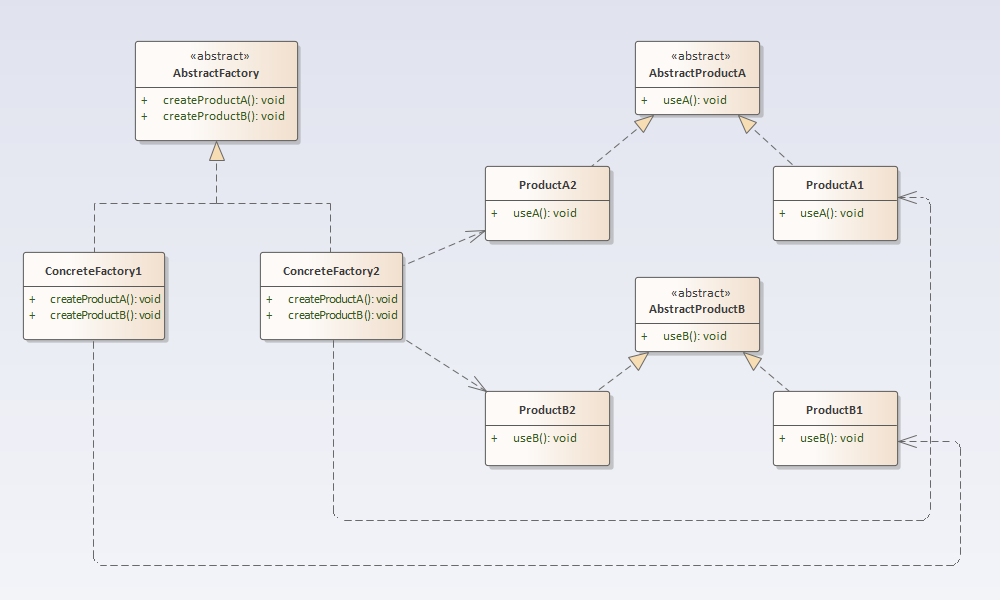 «abstract»
AbstractFactory
+ createProductA(): void
+ createProductB(): void
«abstract»
AbstractProductA
+ useA(): void
ProductA2
+ useA(): void
ProductA1
+ useA(): void
ConcreteFactory1
+ createProductA(): void
+ createProductB(): void
ConcreteFactory2
+ createProductA(): void
+ createProductB(): void
«abstract»
AbstractProductB
+ useB(): void
ProductB2
+ useB(): void
ProductB1
+ useB(): void